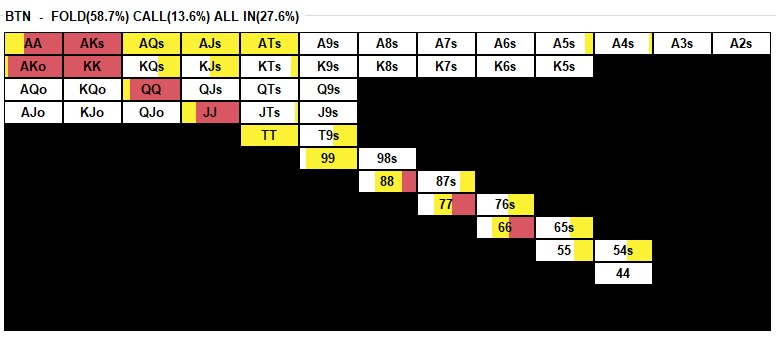 BTN - FOLD(58.7%) CALL(13.6%) ALL IN(27.6%)
AA AKs AQs AJs ATs A9s A8s A7s A6s A5s A4s A3s A2s
AKo KK KQs KJs KTs K9s K8s K7s K6s K5s
AQo KQo QQ QJs QTs Q9s
AJo KJo QJo JJ JTs J9s
TT T9s
99 98s
88 87s
77 76s
66 65s
55 54s
44